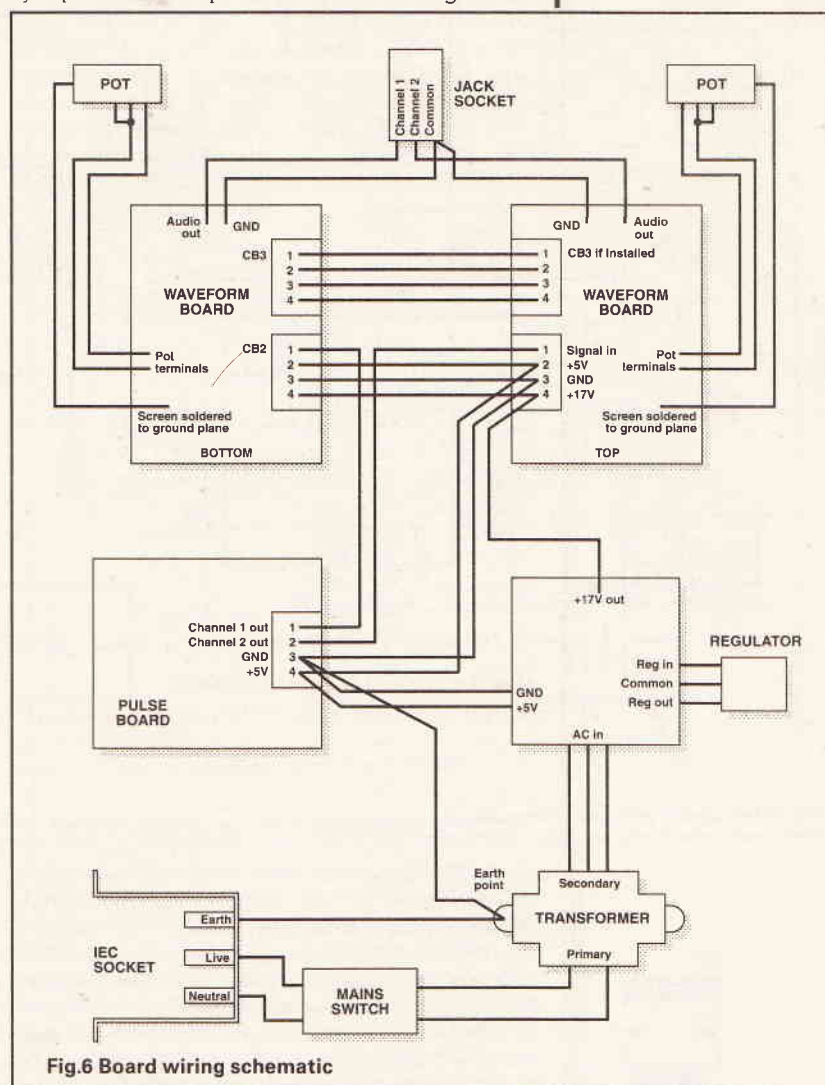 POT
Channel 1
Channel 2
Common
JACK
SOCKET
POT
Audio
out
GND
GND
Audio
out
CB3
1
2
3
4
1
2
3
4
CB3 if Installed
WAVEFORM
BOARD
WAVEFORM
BOARD
CB2
1
2
3
4
1
2
3
4
Signal in
+5V
GND
+17V
Pot
terminals
Pot
terminals
Screen soldered
to ground plane
Screen soldered
to ground plane
BOTTOM
TOP
+17V out
Channel 1 out
Channel 2 out
GND
+5V
1
2
3
4
PULSE
BOARD
REGULATOR
Reg in
Common
Reg out
GND
+5V
AC in
Earth
point
Secondary
TRANSFORMER
Primary
IEC
SOCKET
Earth
Live
Neutral
MAINS
SWITCH
Fig.6 Board wiring schematic